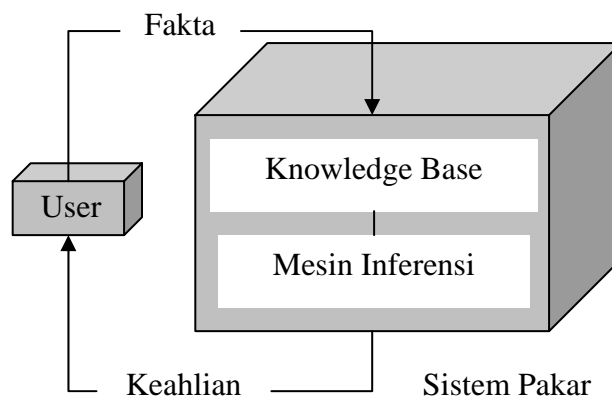 Fakta
Knowledge Base
User
Mesin Inferensi
Keahlian
Sistem Pakar